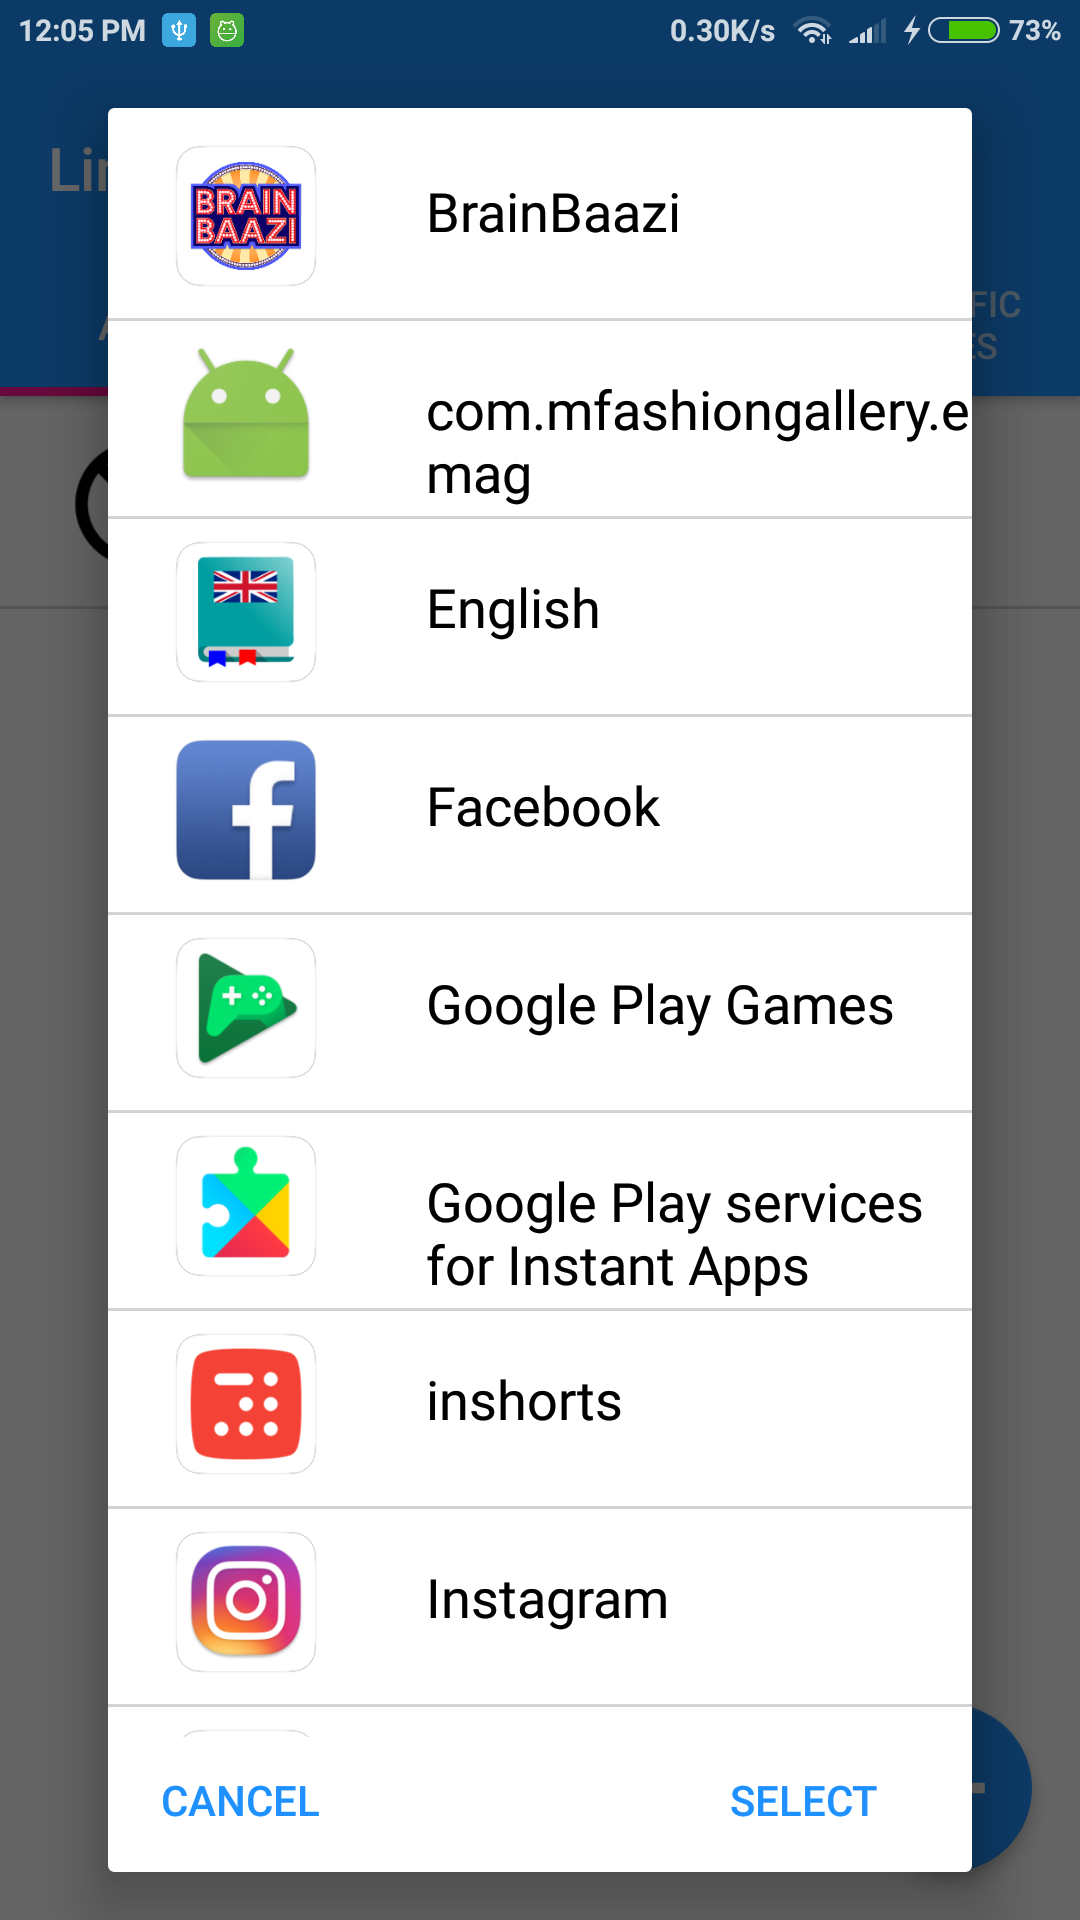 12:05 PM 0.30K/s 73%
BRAIN
BAAZI
BrainBaazi
com.mfashiongallery.e
mag
English
Facebook
Google Play Games
Google Play services
for Instant Apps
inshorts
Instagram
CANCEL SELECT